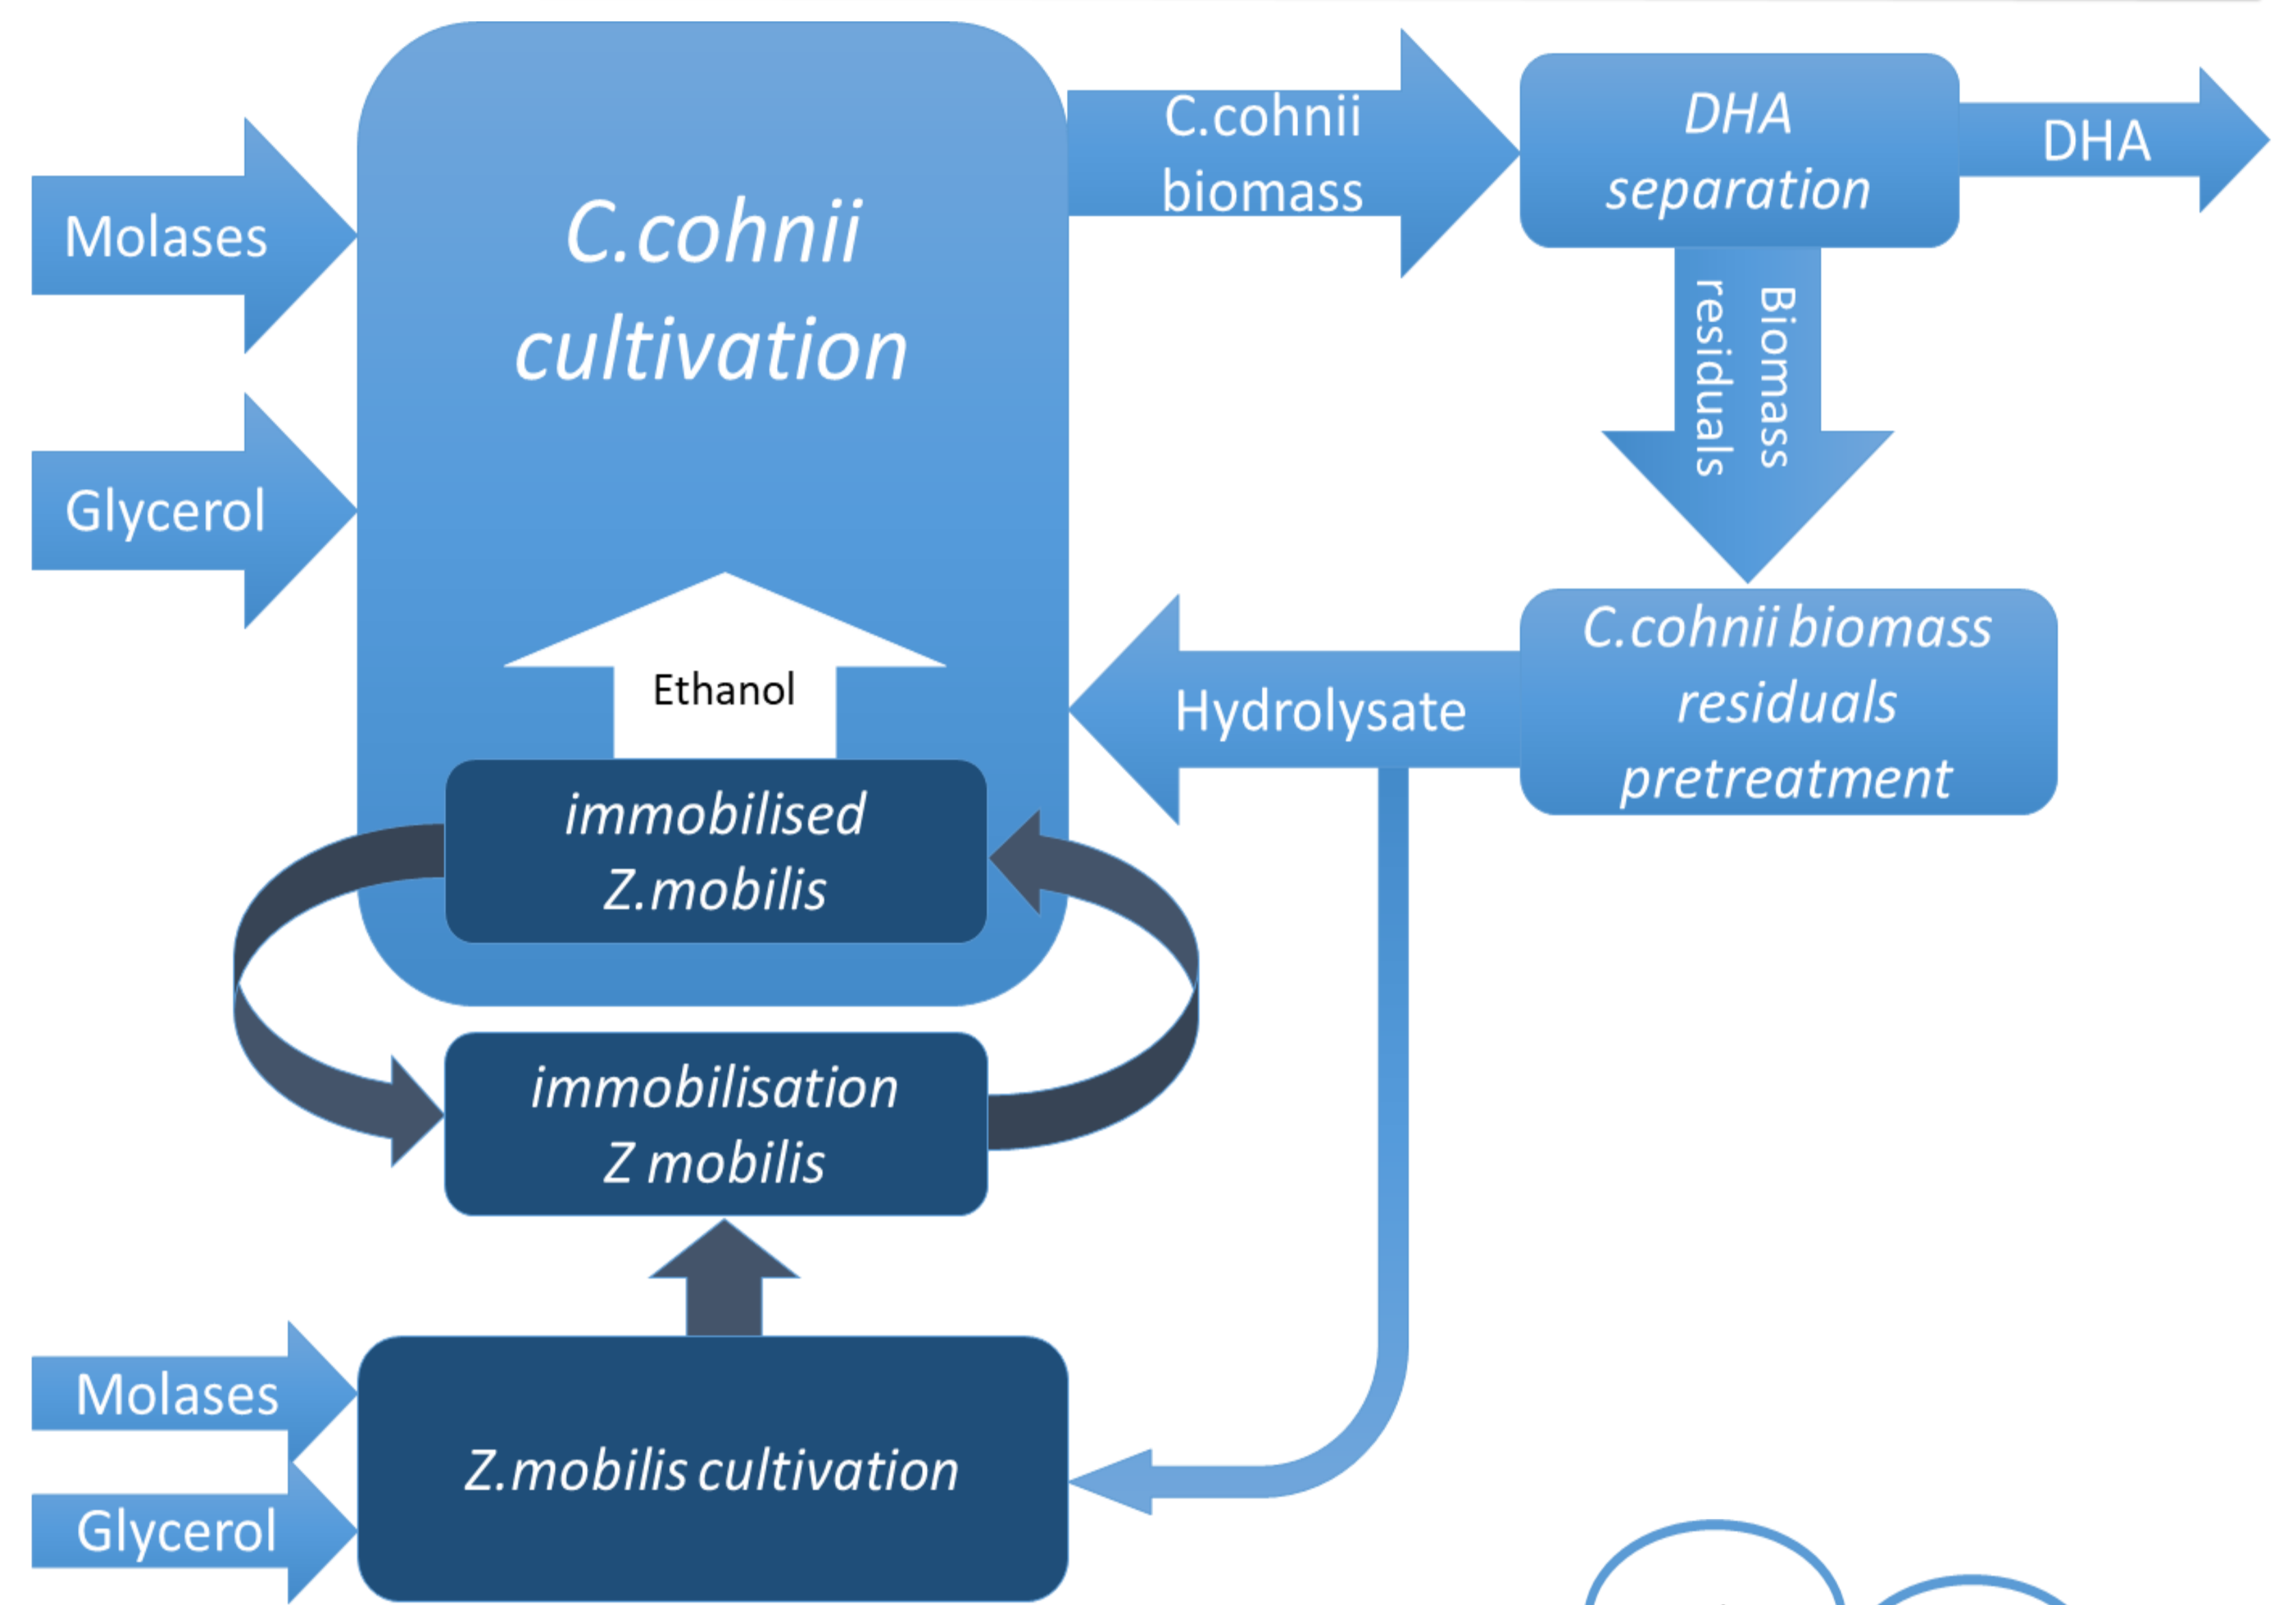 Molases
Glycerol
C.cohnii
cultivation
Ethanol
immobilised
Z.mobilis
immobilisation
Z mobilis
Molases
Glycerol
Z.mobilis cultivation
C.cohnii
biomass
DHA
separation
DHA
Biomass
residuals
C.cohnii biomass
residuals
pretreatment
Hydrolysate